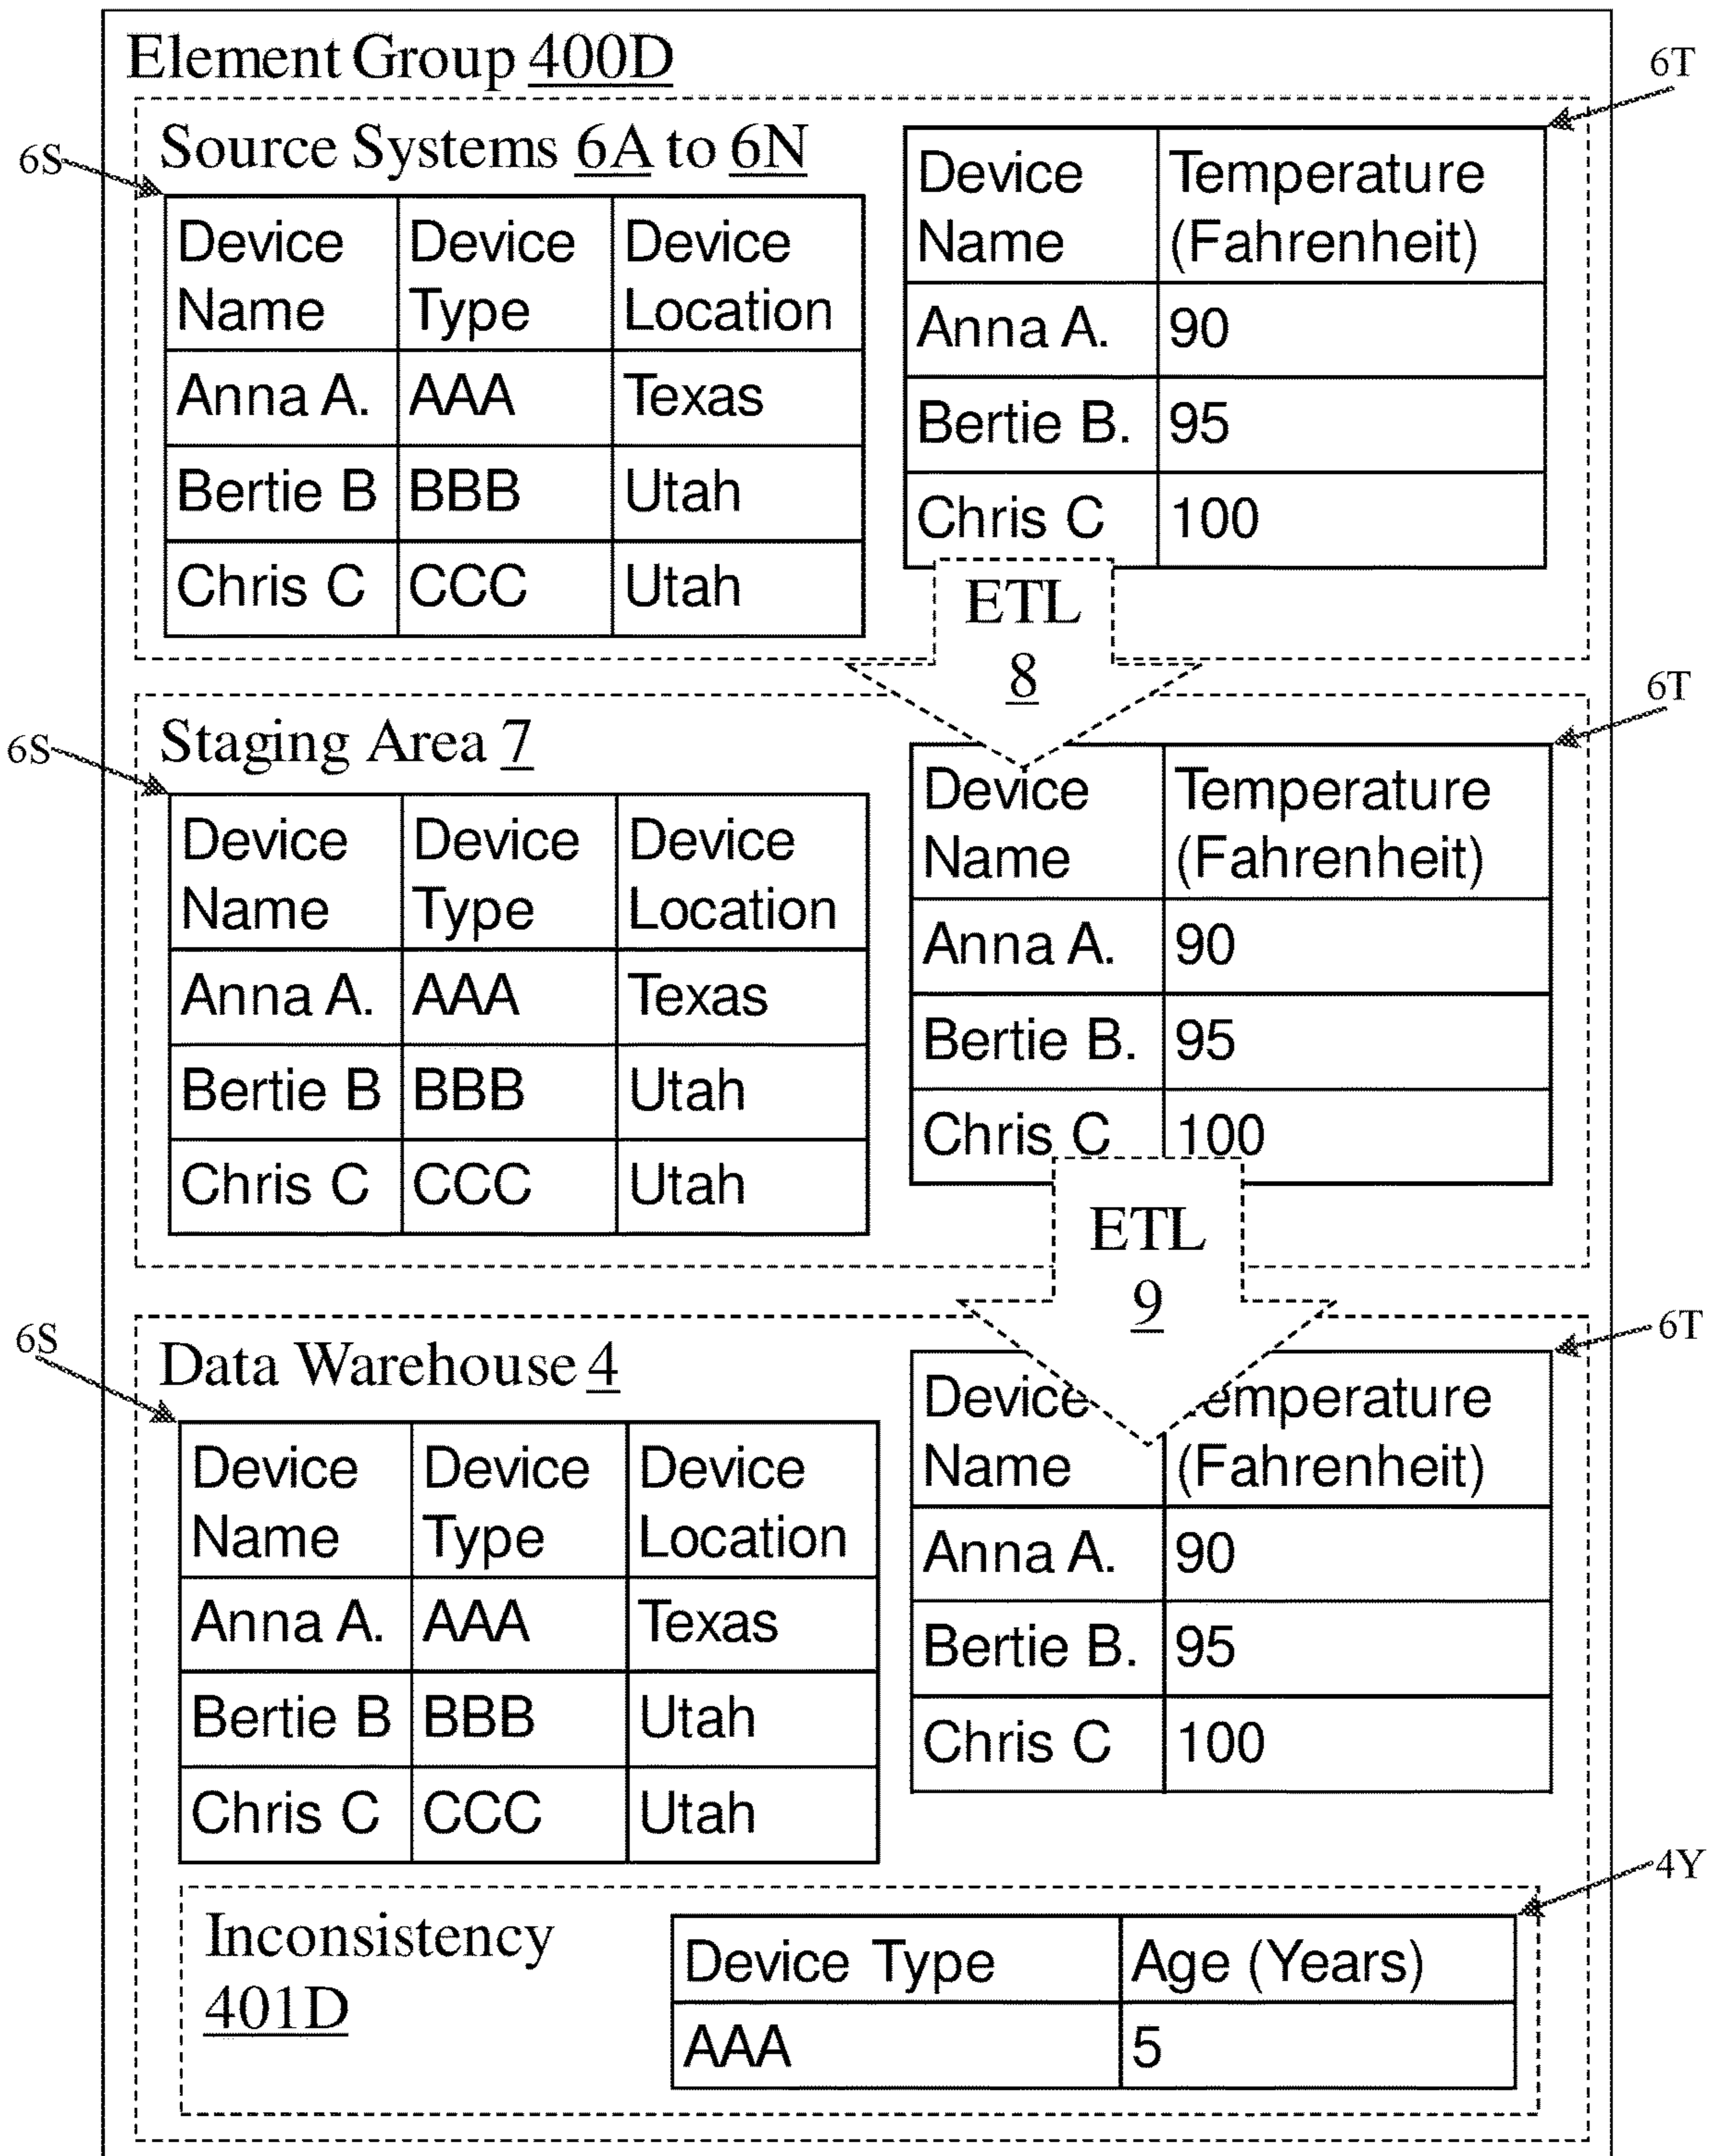 Element Group 400D
6T
Source Systems 6A to 6N
6S
Device Name | Device Type | Device Location
Anna A. | AAA | Texas
Bertie B | BBB | Utah
Chris C | CCC | Utah
Device Name | Temperature (Fahrenheit)
Anna A. | 90
Bertie B. | 95
Chris C | 100
ETL
8
6T
Staging Area 7
6S
Device Name | Device Type | Device Location
Anna A. | AAA | Texas
Bertie B | BBB | Utah
Chris C | CCC | Utah
Device Name | Temperature (Fahrenheit)
Anna A. | 90
Bertie B. | 95
Chris C | 100
ETL
9
6T
6S
Data Warehouse 4
Device Name | Device Type | Device Location
Anna A. | AAA | Texas
Bertie B | BBB | Utah
Chris C | CCC | Utah
Device Name | emperature (Fahrenheit)
Anna A. | 90
Bertie B. | 95
Chris C | 100
4Y
Inconsistency
401D
Device Type | Age (Years)
AAA | 5